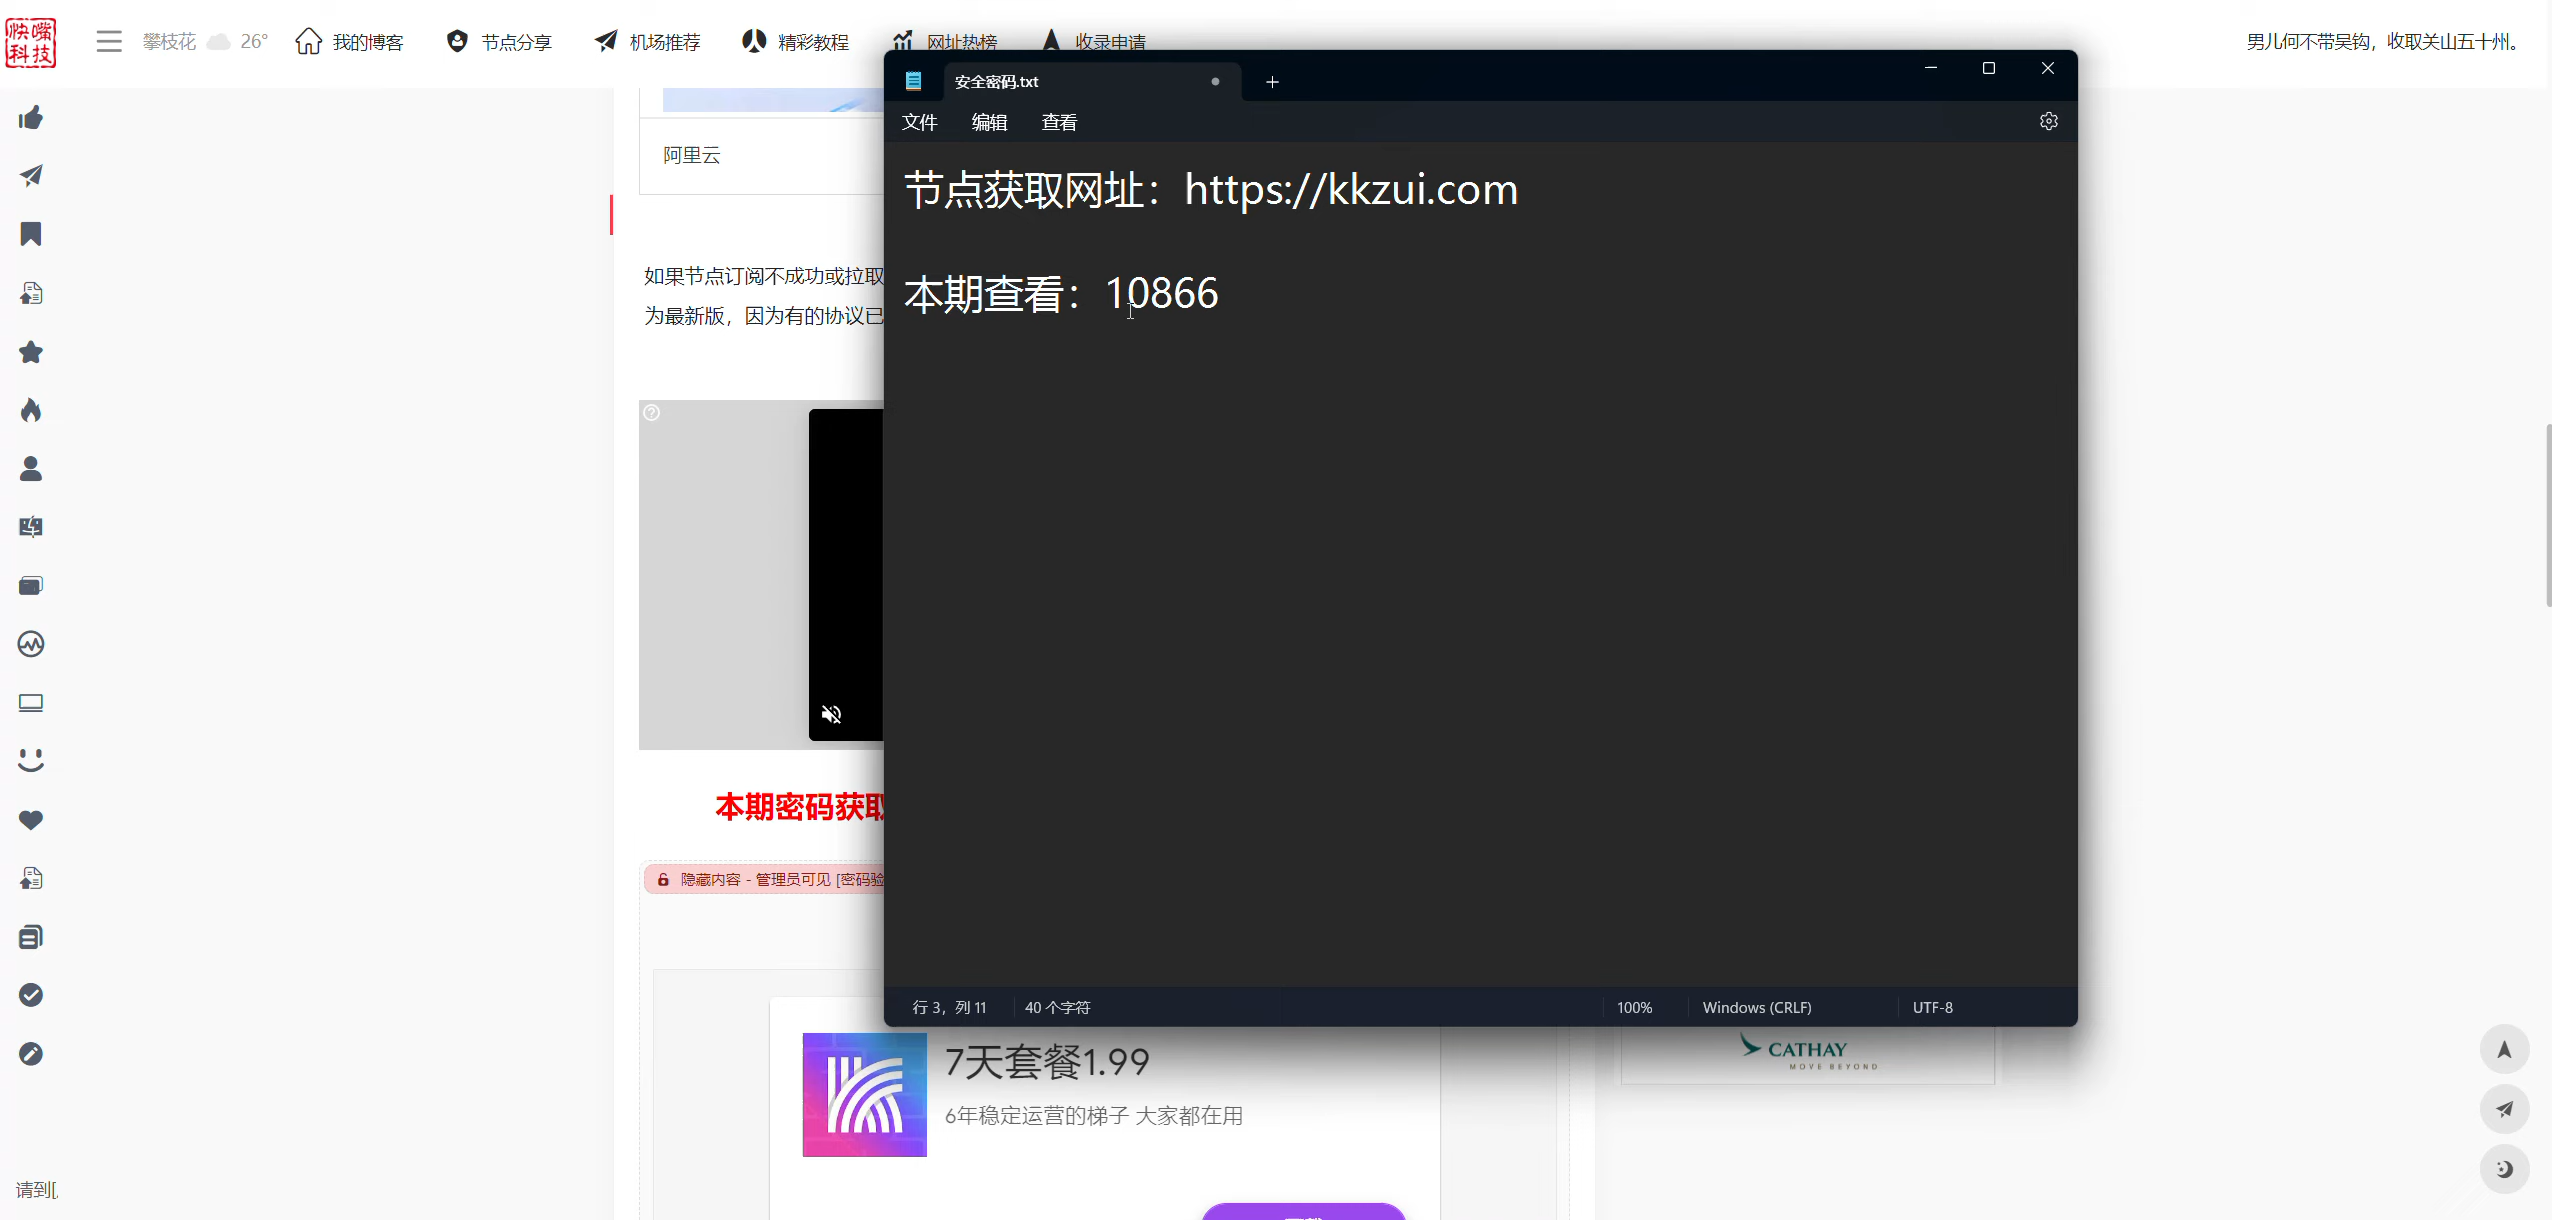 快嘴
科技
攀枝花 26°
我的博客
节点分享
机场推荐
精彩教程
网址热榜
收录申请
男儿何不带吴钩，收取关山五十州。
安全密码.txt
文件 编辑 查看
节点获取网址：https://kkzui.com
本期查看：10866
行 3，列 11
40 个字符
100%
Windows (CRLF)
UTF-8
阿里云
如果节点订阅不成功或拉取
为最新版，因为有的协议已
本期密码获取
隐藏内容 - 管理员可见 [密码验
7天套餐1.99
6年稳定运营的梯子 大家都在用
CATHAY
MOVE BEYOND
请到[